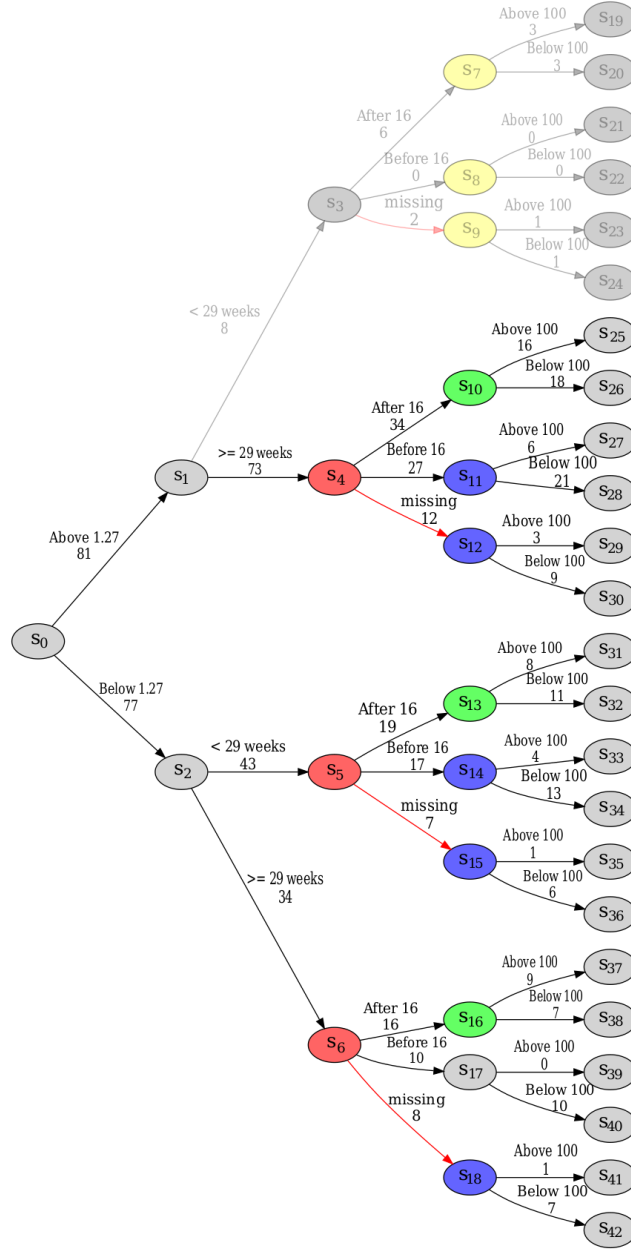 Above 100
3
S19
S7
Below 100
3
S20
After 16
6
Above 100
0
S21
Before 16
0
S8
Below 100
0
S22
S3
missing
2
S9
Above 100
1
S23
Below 100
1
S24
< 29 weeks
8
Above 100
16
S25
S10
Below 100
18
S26
After 16
34
Above 100
6
S27
S1
>= 29 weeks
73
S4
Before 16
27
S11
Below 100
21
S28
missing
12
S12
Above 100
3
S29
Below 100
9
S30
Above 1.27
81
S0
Above 100
8
S31
Below 1.27
77
S13
Below 100
11
S32
After 16
19
Above 100
4
S33
S2
< 29 weeks
43
S5
Before 16
17
S14
Below 100
13
S34
missing
7
S15
Above 100
1
S35
Below 100
6
S36
>= 29 weeks
34
Above 100
9
S37
After 16
16
S16
Below 100
7
S38
S6
Before 16
10
S17
Above 100
0
S39
Below 100
10
S40
missing
8
Above 100
1
S41
S18
Below 100
7
S42